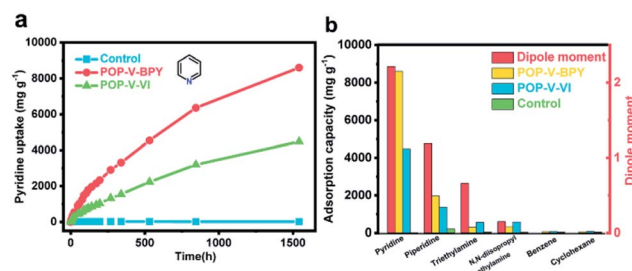 a
Pyridine uptake (mg g⁻¹)
10000
8000
6000
4000
2000
0
Control
POP-V-BPY
POP-V-VI
N
0
500
1000
1500
Time(h)
b
Adsorption capacity (mg g⁻¹)
10000
8000
6000
4000
2000
0
Dipole moment
POP-V-BPY
POP-V-VI
Control
2
1
0
Dipole moment
Pyridine
Piperidine
Triethylamine
N,N-diisopropyl
Benzene
Cyclohexane